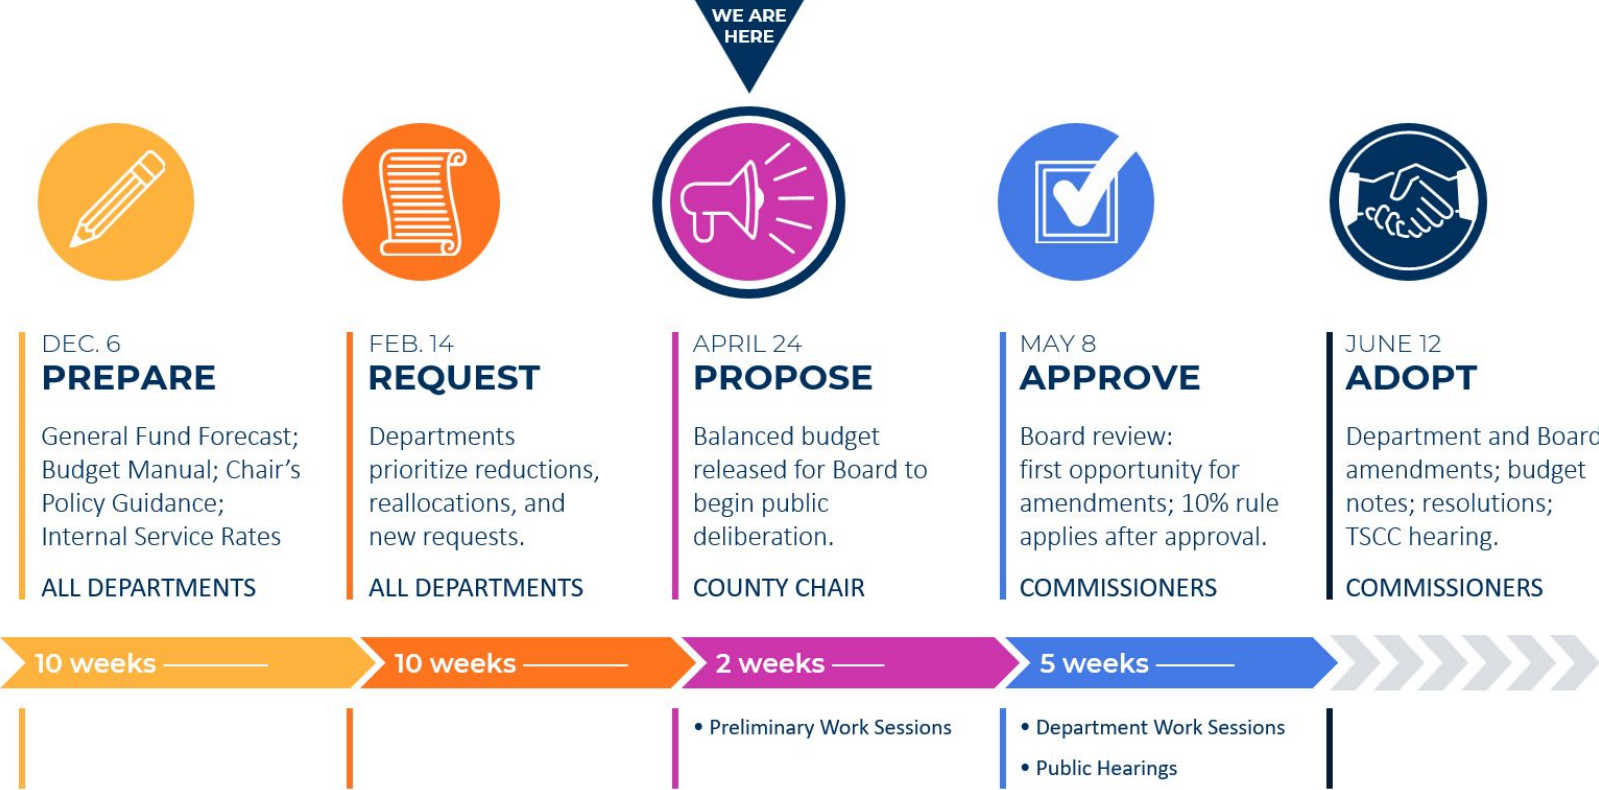 WE ARE
HERE
DEC. 6
PREPARE
General Fund Forecast;
Budget Manual; Chair’s
Policy Guidance;
Internal Service Rates
ALL DEPARTMENTS
FEB. 14
REQUEST
Departments
prioritize reductions,
reallocations, and
new requests.
ALL DEPARTMENTS
APRIL 24
PROPOSE
Balanced budget
released for Board to
begin public
deliberation.
COUNTY CHAIR
MAY 8
APPROVE
Board review:
first opportunity for
amendments; 10% rule
applies after approval.
COMMISSIONERS
JUNE 12
ADOPT
Department and Board
amendments; budget
notes; resolutions;
TSCC hearing.
COMMISSIONERS
10 weeks
10 weeks
2 weeks
5 weeks
• Preliminary Work Sessions
• Department Work Sessions
• Public Hearings